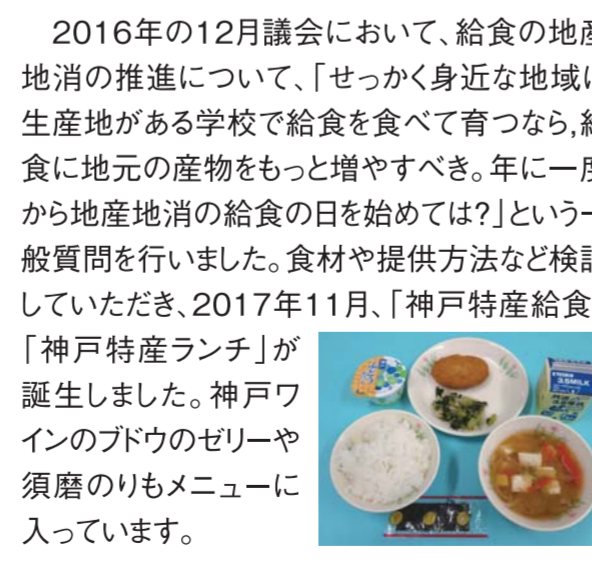 2016年の12月議会において、給食の地産
地消の推進について、「せっかく身近な地域に
生産地がある学校で給食を食べて育つなら,給
食に地元の産物をもっと増やすべき。年に一度
から地産地消の給食の日を始めては?」という一
般質問を行いました。食材や提供方法など検討
していただき、2017年11月、「神戸特産給食」
「神戸特産ランチ」が
誕生しました。神戸ワ
インのブドウのゼリーや
須磨のりもメニューに
入っています。
3.5MILK